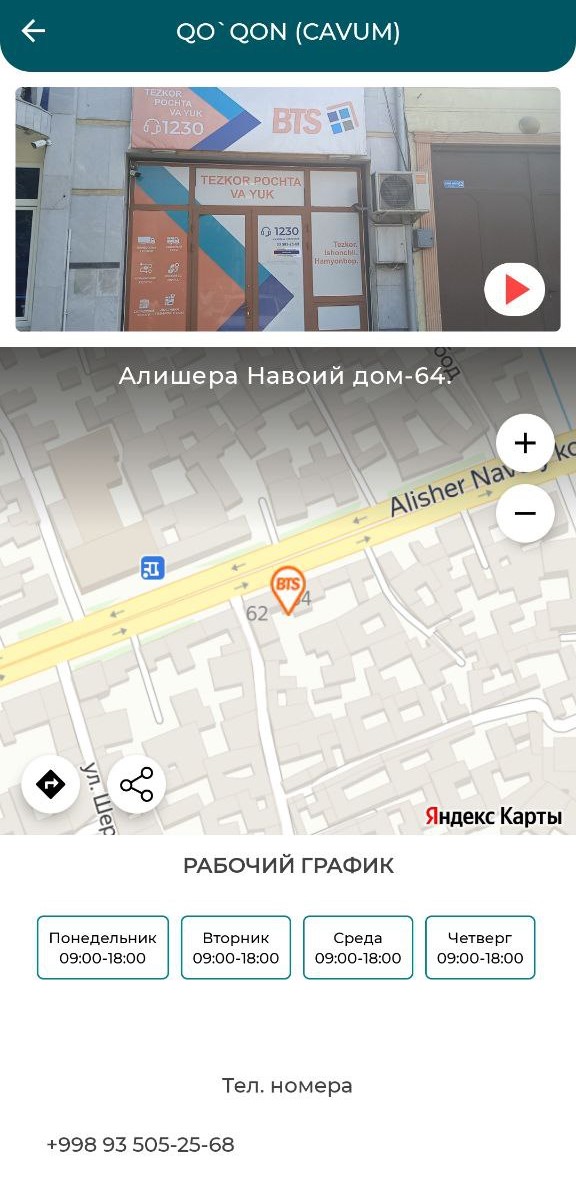 QO`QON (CAVUM)
TEZKOR
POCHTA
VA YUK
1230
BTS
TEZKOR POCHTA
VA YUK
1230
Tezkor.
Ishonchli.
Hamyonbop.
Алишера Навоий дом-64.
Alisher Nav
BTS
62
ул. Шер
Яндекс Карты
РАБОЧИЙ ГРАФИК
Понедельник
09:00-18:00
Вторник
09:00-18:00
Среда
09:00-18:00
Четверг
09:00-18:00
Тел. номера
+998 93 505-25-68